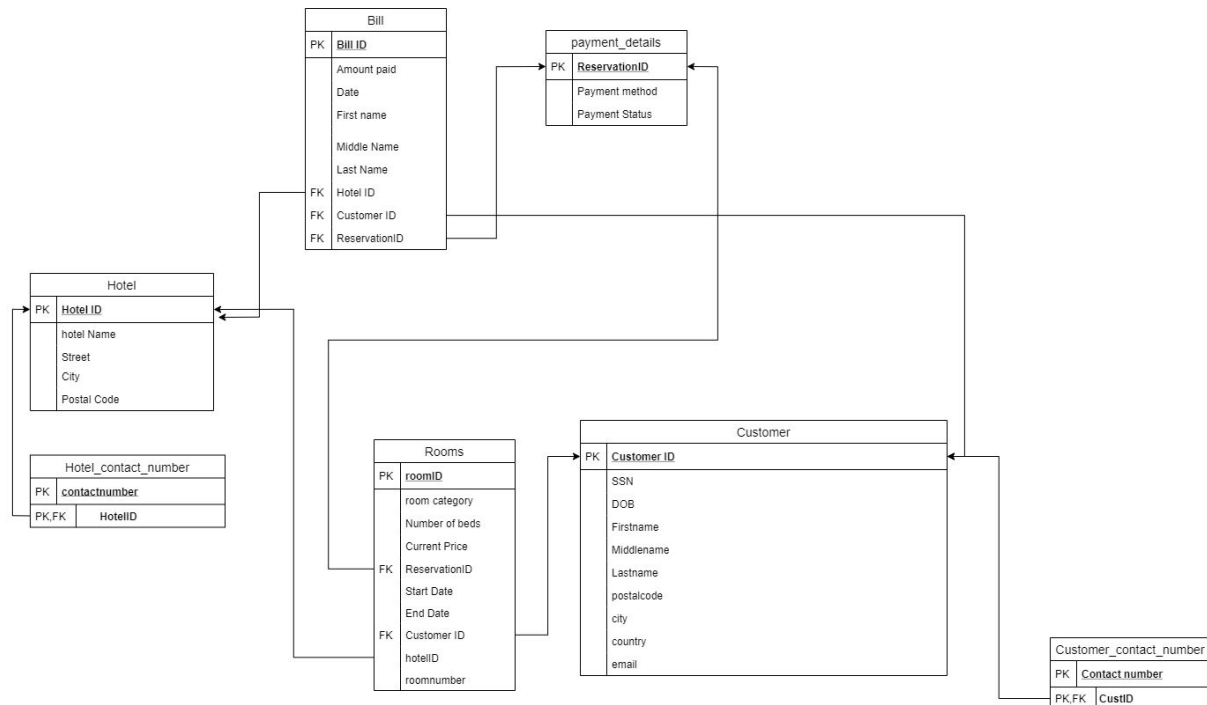 Bill
PK Bill ID
Amount paid
Date
First name
Middle Name
Last Name
FK Hotel ID
FK Customer ID
FK ReservationID
payment_details
PK ReservationID
Payment method
Payment Status
Hotel
PK Hotel ID
hotel Name
Street
City
Postal Code
Hotel_contact_number
PK contactnumber
PK,FK HotelID
Rooms
PK roomID
room category
Number of beds
Current Price
FK ReservationID
Start Date
End Date
FK Customer ID
hotelID
roomnumber
Customer
PK Customer ID
SSN
DOB
Firstname
Middlename
Lastname
postalcode
city
country
email
Customer_contact_number
PK Contact number
PK,FK CustID